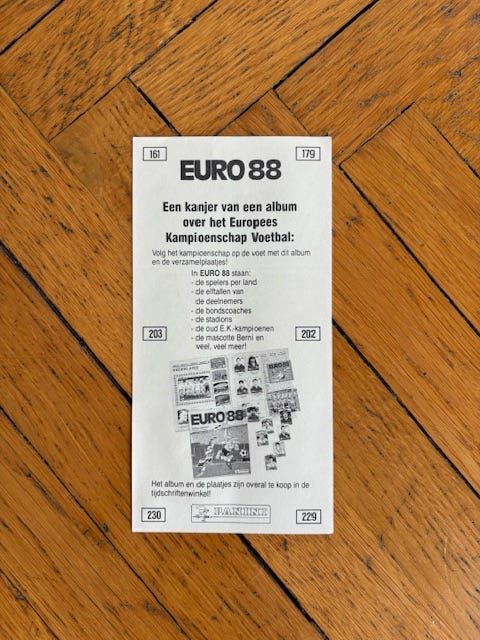 161
179
EURO 88
Een kanjer van een album
over het Europees
Kampioenschap Voetbal:
Volg het kampioenschap op de voet met dit album
en de verzamelplaatjes!
In EURO 88 staan:
- de spelers per land
- de elftallen van
de deelnemers
- de bondscoaches
- de stadions
- de oud E.K.-kampioenen
- de mascotte Berni en
veel, veel meer!
203
202
NEDERLAND
EURO 88
Het album en de plaatjes zijn overal te koop in de
tijdschriftenwinkel!
230
PANINI
229